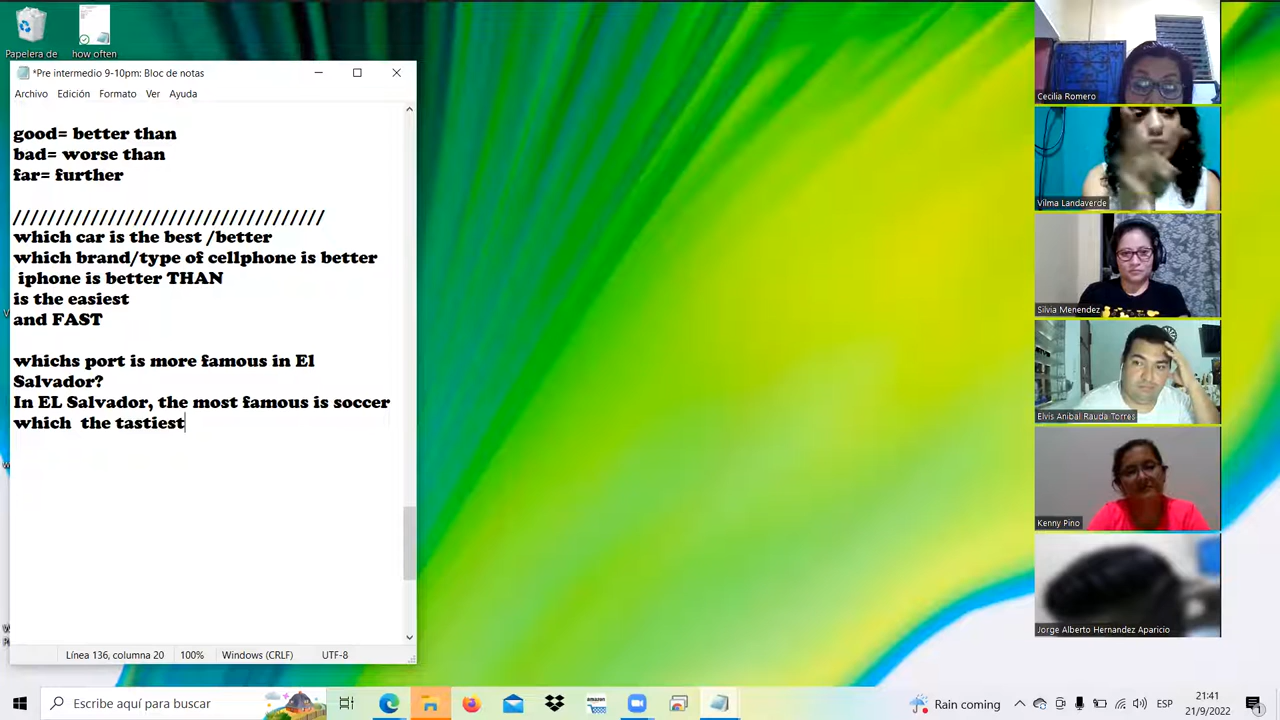 Papelera de
how often
*Pre intermedio 9-10pm: Bloc de notas
Archivo Edición Formato Ver Ayuda
good= better than
bad= worse than
far= further
/////////////////////////////////////
which car is the best /better
which brand/type of cellphone is better
iphone is better THAN
is the easiest
and FAST
whichs port is more famous in El
Salvador?
In EL Salvador, the most famous is soccer
which  the tastiest
Línea 136, columna 20 100% Windows (CRLF) UTF-8
Cecilia Romero
Vilma Landaverde
Silvia Menendez
Elvis Anibal Rauda Torres
Kenny Pino
Jorge Alberto Hernandez Aparicio
Escribe aquí para buscar
amazon
Rain coming
ESP
21:41
21/9/2022
1